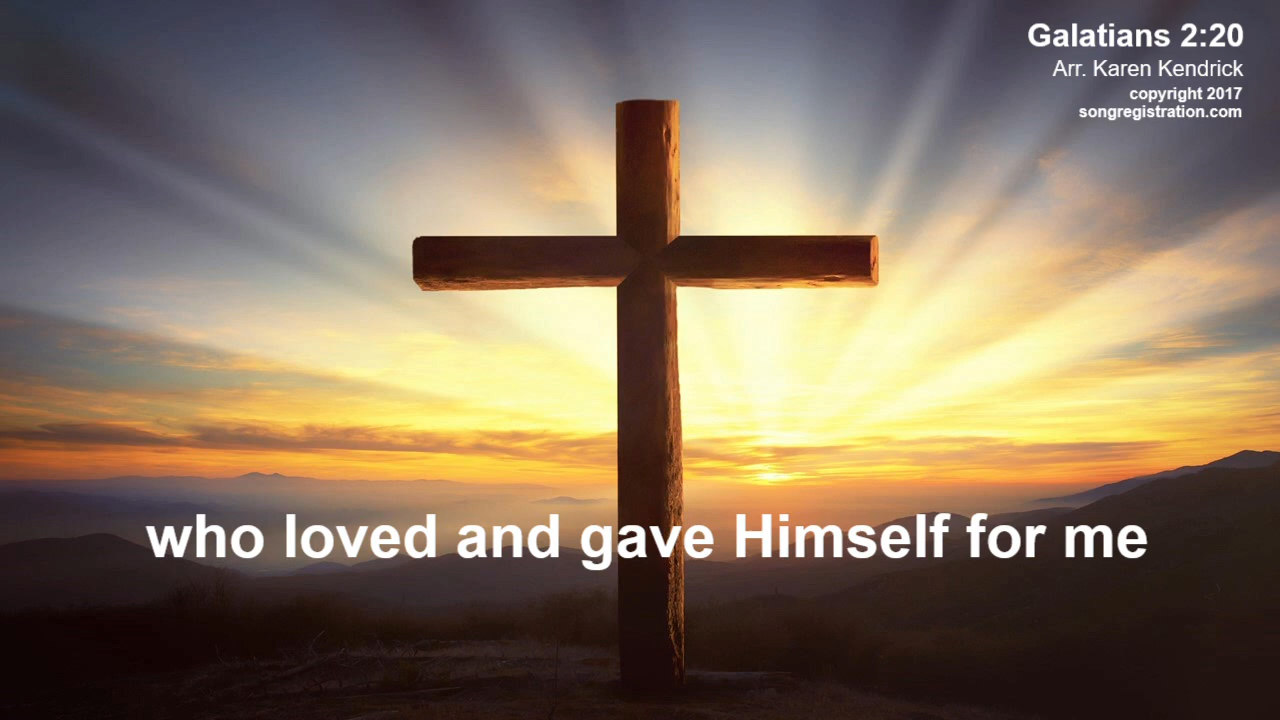 Galatians 2:20
Arr. Karen Kendrick
copyright 2017
songregistration.com
who loved and gave Himself for me